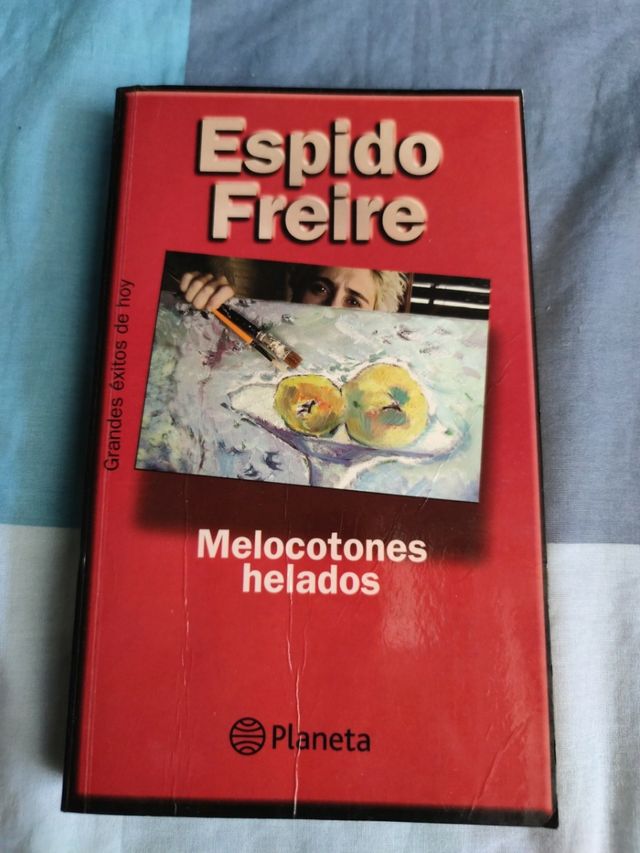 Espido
Freire
Grandes éxitos de hoy
Melocotones
helados
Planeta